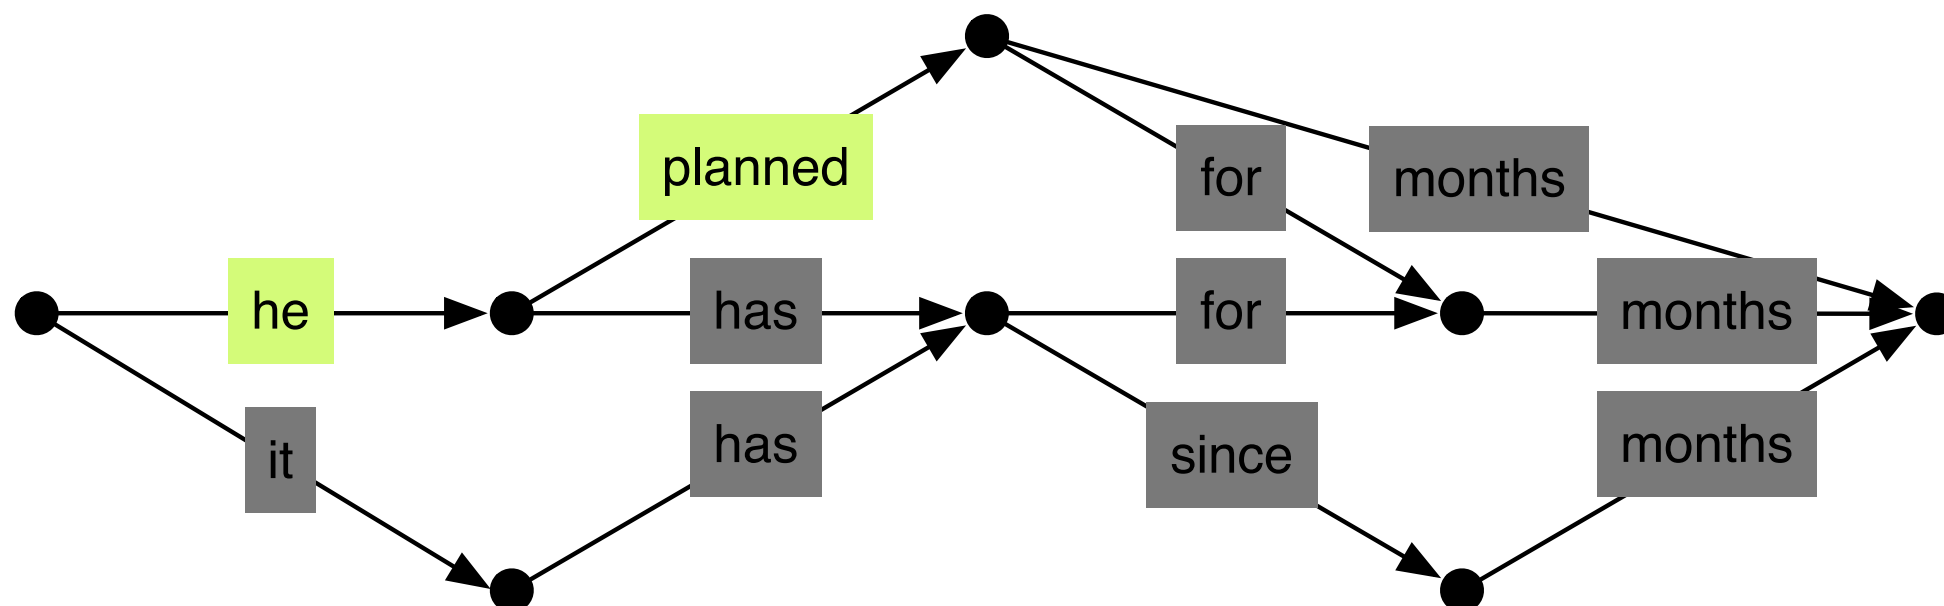 planned
for
months
he
has
for
months
it
has
since
months